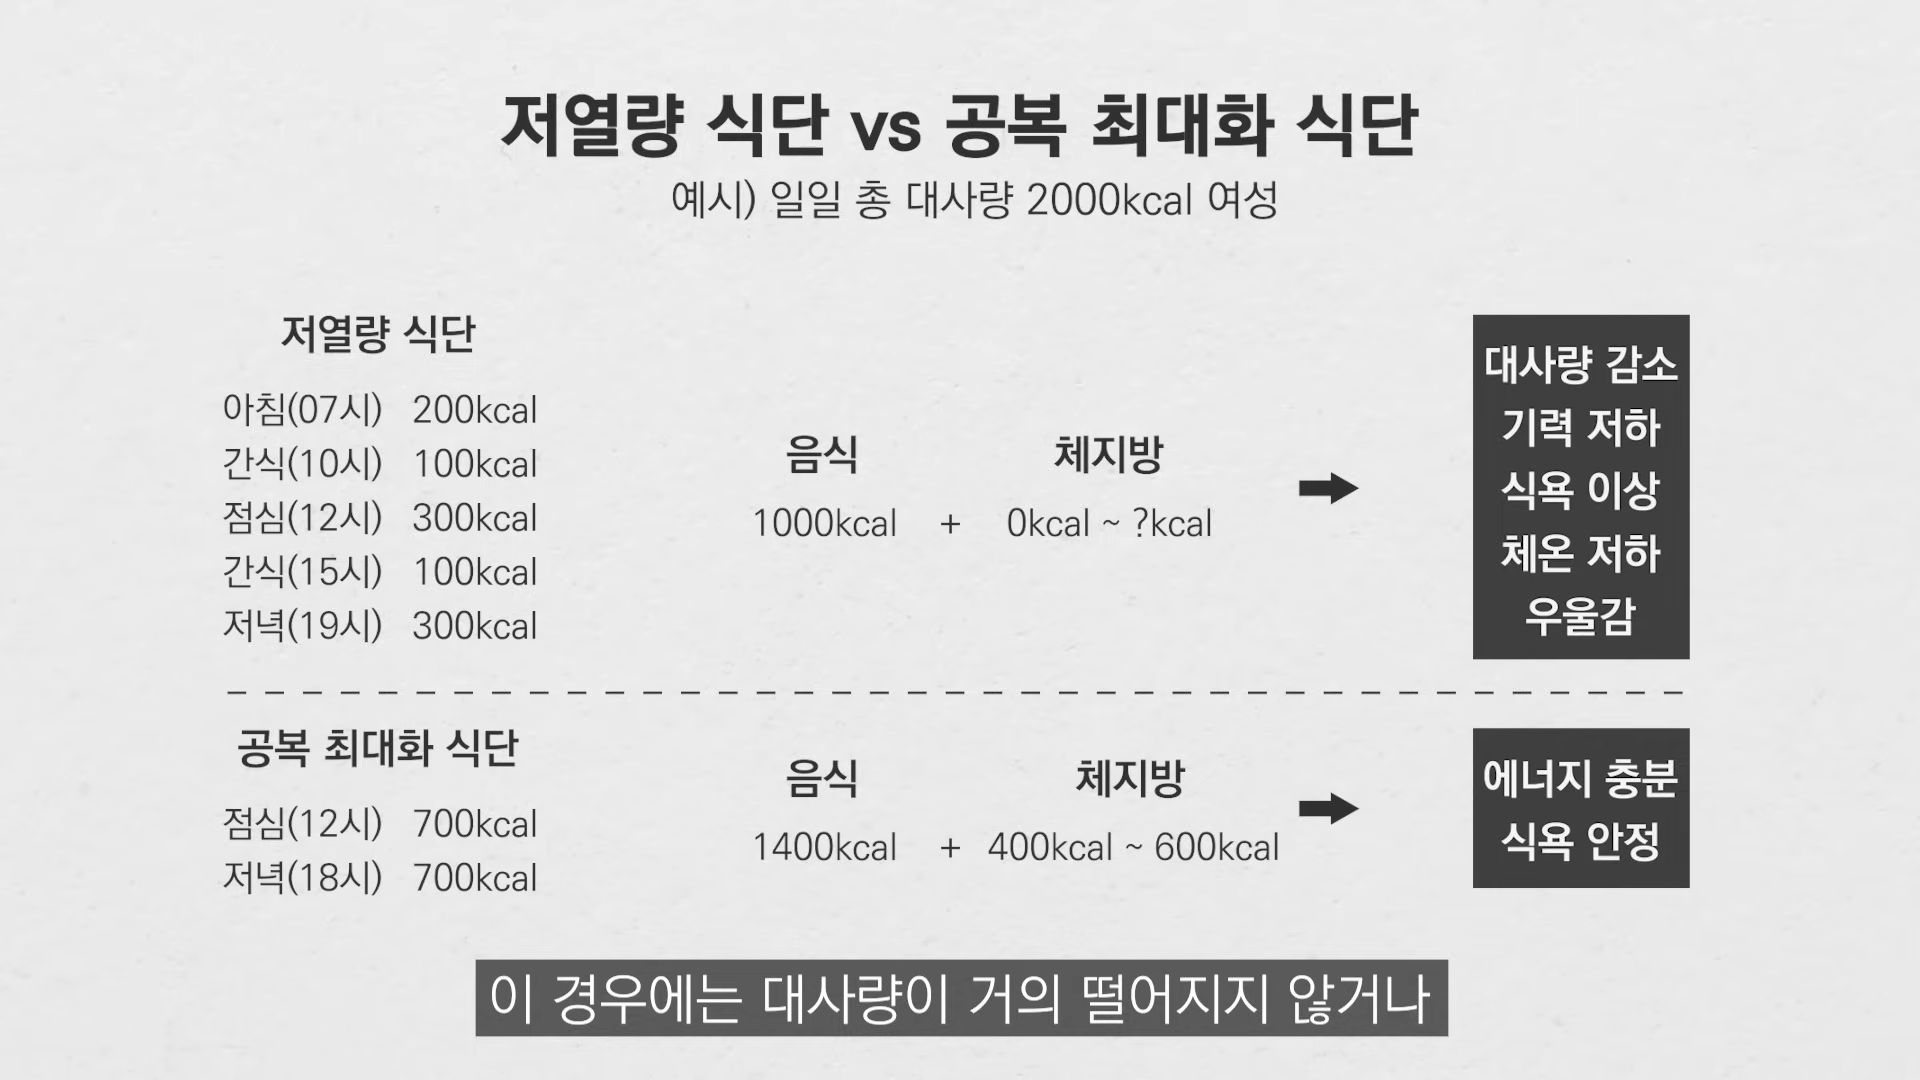 저열량 식단 vs 공복 최대화 식단
예시) 일일 총 대사량 2000kcal 여성
저열량 식단
아침(07시) 200kcal
간식(10시) 100kcal
점심(12시) 300kcal
간식(15시) 100kcal
저녁(19시) 300kcal
음식 체지방
1000kcal + 0kcal ~ ?kcal
대사량 감소
기력 저하
식욕 이상
체온 저하
우울감
공복 최대화 식단
점심(12시) 700kcal
저녁(18시) 700kcal
음식 체지방
1400kcal + 400kcal ~ 600kcal
에너지 충분
식욕 안정
이 경우에는 대사량이 거의 떨어지지 않거나